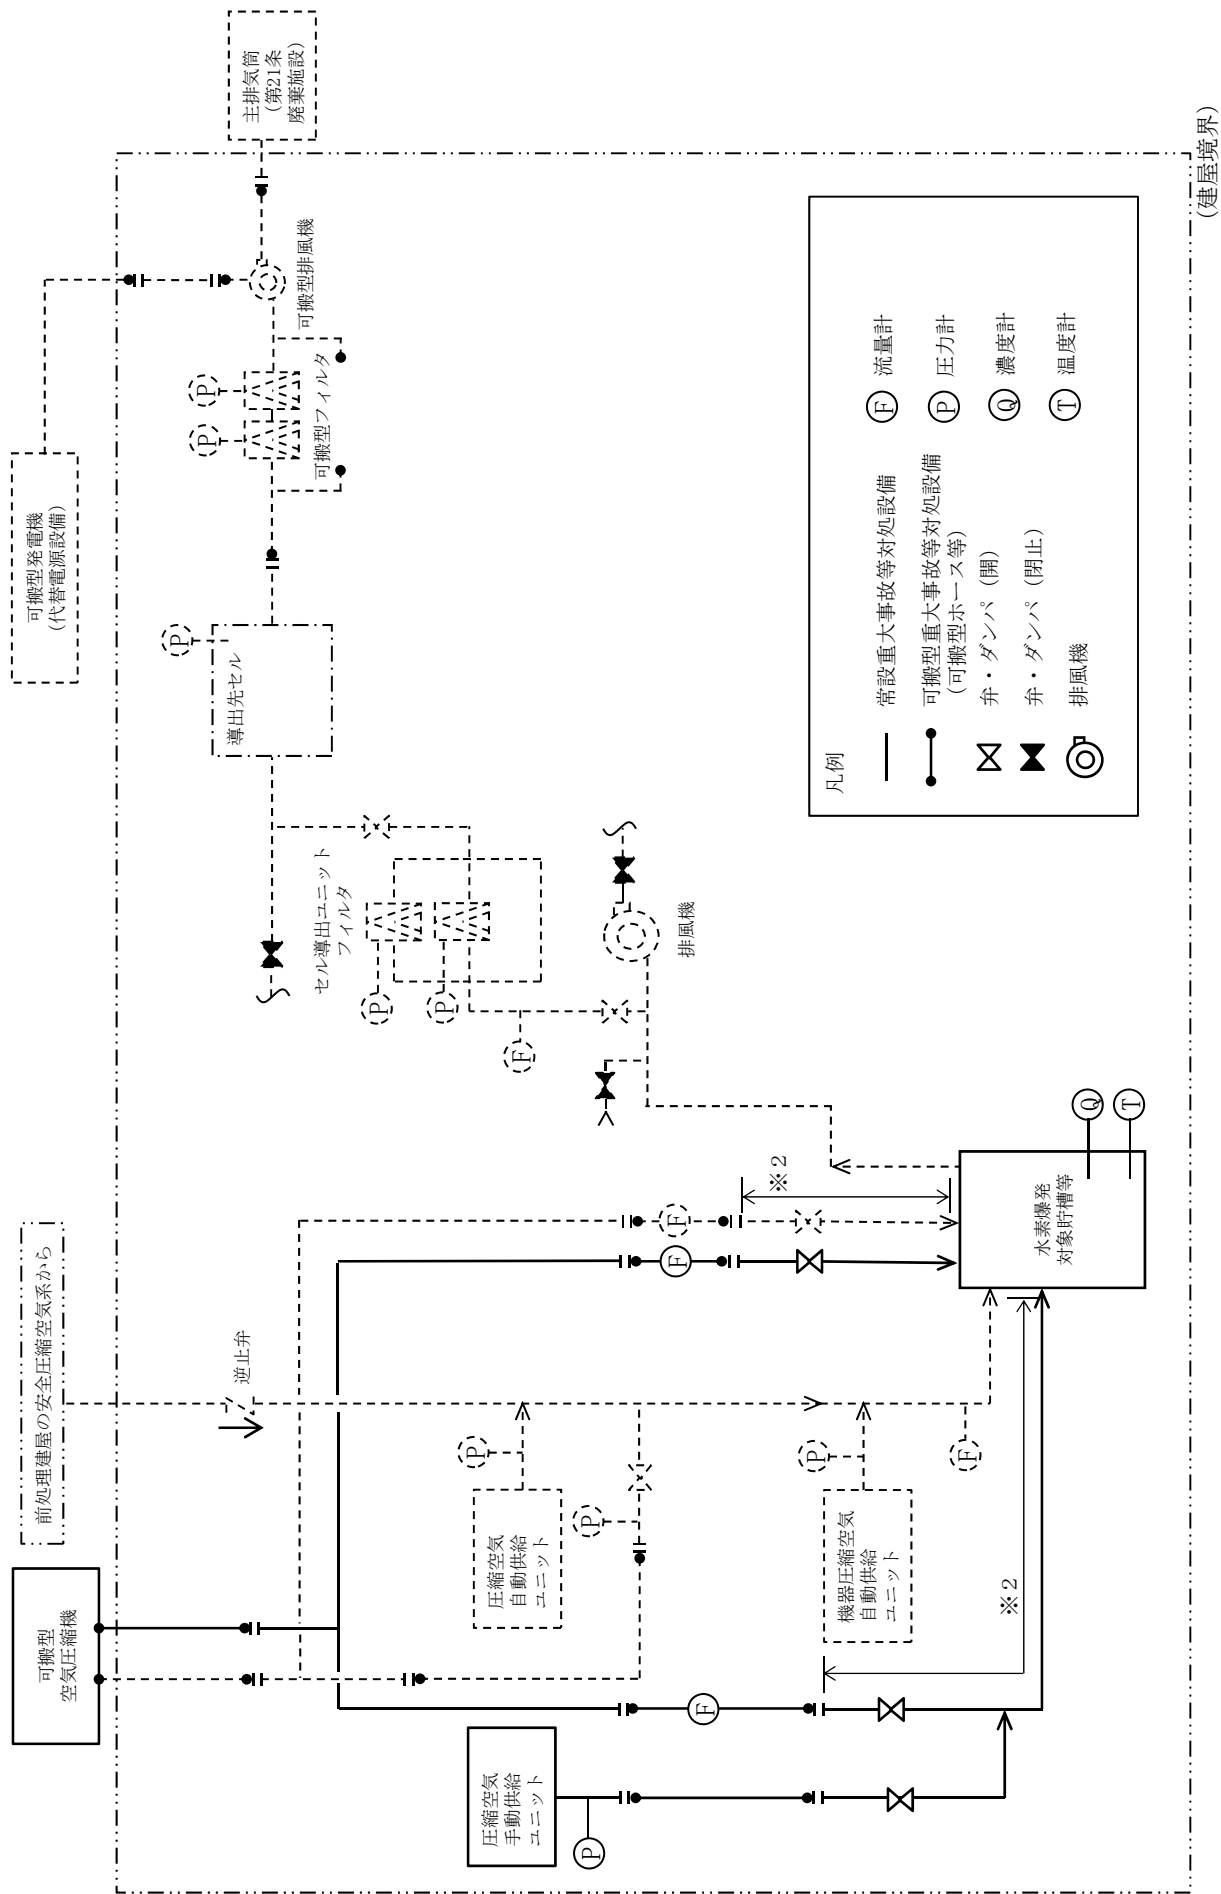 可搬型
空気圧縮機
前処理建屋の安全圧縮空気系から
可搬型発電機
(代替電源設備)
主排気筒
(第21条
廃棄施設)
圧縮空気
手動供給
ユニット
P
F
※2
圧縮空気
自動供給
ユニット
P
P
機器圧縮空気
自動供給
ユニット
P
F
逆止弁
F
F
※2
水素爆発
対象貯槽等
Q
T
F
P
P
セル導出ユニット
フィルタ
排風機
導出先セル
P
P
P
可搬型フィルタ
可搬型排風機
凡例
常設重大事故等対処設備
可搬型重大事故等対処設備
(可搬型ホース等)
弁・ダンパ (開)
弁・ダンパ (閉止)
排風機
F 流量計
P 圧力計
Q 濃度計
T 温度計
(建屋境界)